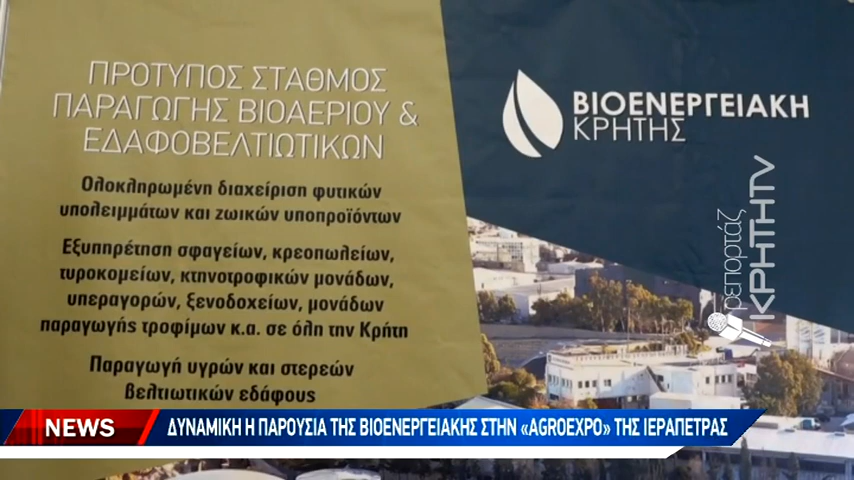 ΠΡΟΤΥΠΟΣ ΣΤΑΘΜΟΣ
ΠΑΡΑΓΩΓΗΣ ΒΙΟΑΕΡΙΟΥ &
ΕΔΑΦΟΒΕΛΤΙΩΤΙΚΩΝ
Ολοκληρωμένη διαχείριση φυτικών
υπολειμμάτων και ζωικών υποπροϊόντων
Εξυπηρέτηση σφαγείων, κρεοπωλείων,
τυροκομείων, κτηνοτροφικών μονάδων,
υπεραγορών, ξενοδοχείων, μονάδων
παραγωγής τροφίμων κ.α. σε όλη την Κρήτη
Παραγωγή υγρών και στερεών
βελτιωτικών εδάφους
ΒΙΟΕΝΕΡΓΕΙΑΚΗ
ΚΡΗΤΗΣ
ρεπορτάζ
ΚΡΗΤΗTV
NEWS
ΔΥΝΑΜΙΚΗ Η ΠΑΡΟΥΣΙΑ ΤΗΣ ΒΙΟΕΝΕΡΓΕΙΑΚΗΣ ΣΤΗΝ «AGROEXPO» ΤΗΣ ΙΕΡΑΠΕΤΡΑΣ